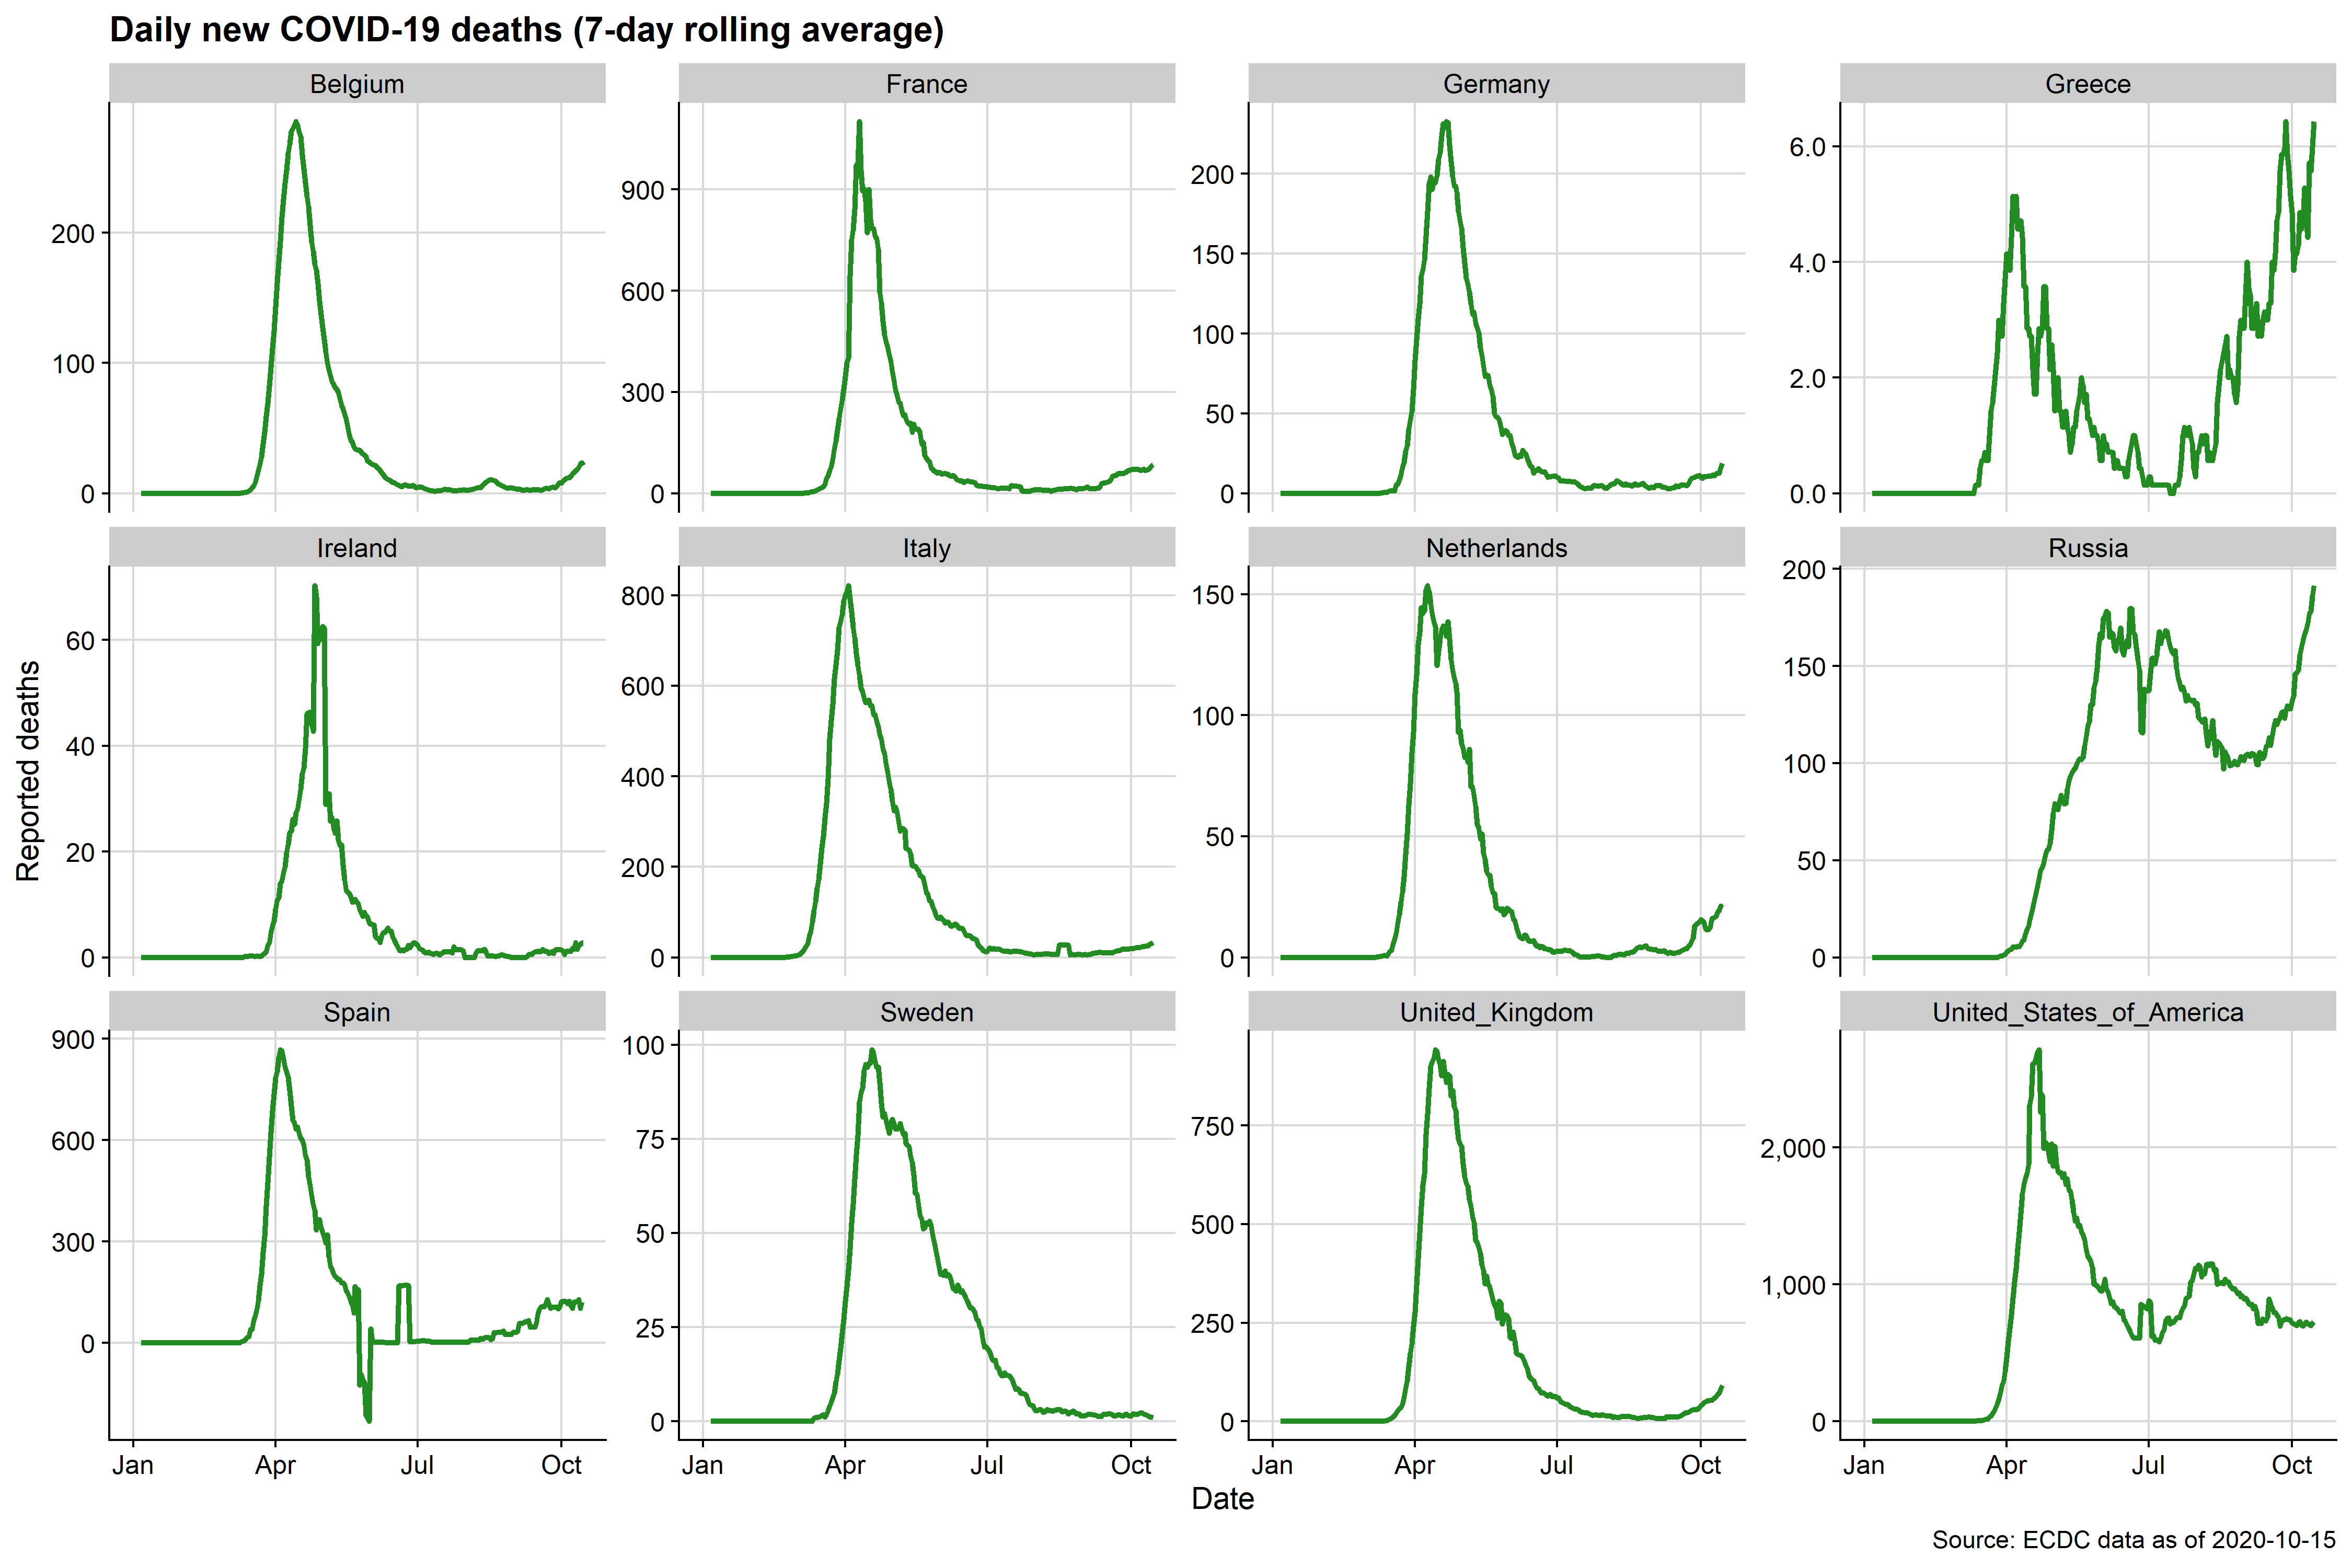 Daily new COVID-19 deaths (7-day rolling average)
Belgium France Germany Greece
200 100 0
900 600 300 0
200 150 100 50 0
6.0 4.0 2.0 0.0
Ireland Italy Netherlands Russia
60 40 20 0
800 600 400 200 0
150 100 50 0
200 150 100 50 0
Spain Sweden United_Kingdom United_States_of_America
900 600 300 0
100 75 50 25 0
750 500 250 0
2,000 1,000 0
Jan Apr Jul Oct Jan Apr Jul Oct Jan Apr Jul Oct Jan Apr Jul Oct
Reported deaths
Date
Source: ECDC data as of 2020-10-15